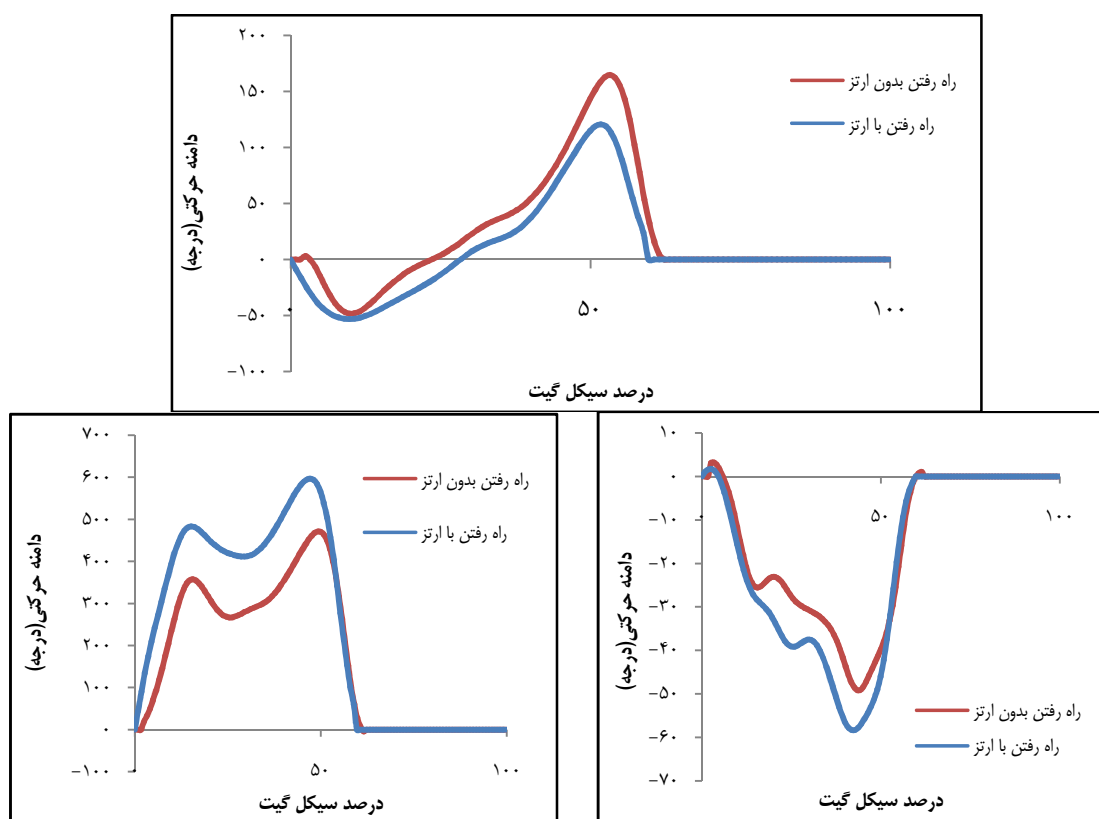 ۲۰۰
۱۵۰
۱۰۰
۵۰
۰
−۵۰
−۱۰۰
۰
۵۰
۱۰۰
راه رفتن بدون ارتز
راه رفتن با ارتز
دامنه حرکتی(درجه)
درصد سیکل گیت
۷۰۰
۶۰۰
۵۰۰
۴۰۰
۳۰۰
۲۰۰
۱۰۰
۰
−۱۰۰
۰
۵۰
۱۰۰
راه رفتن بدون ارتز
راه رفتن با ارتز
دامنه حرکتی(درجه)
درصد سیکل گیت
۱۰
۰
−۱۰
−۲۰
−۳۰
−۴۰
−۵۰
−۶۰
−۷۰
۰
۵۰
۱۰۰
راه رفتن بدون ارتز
راه رفتن با ارتز
دامنه حرکتی(درجه)
درصد سیکل گیت